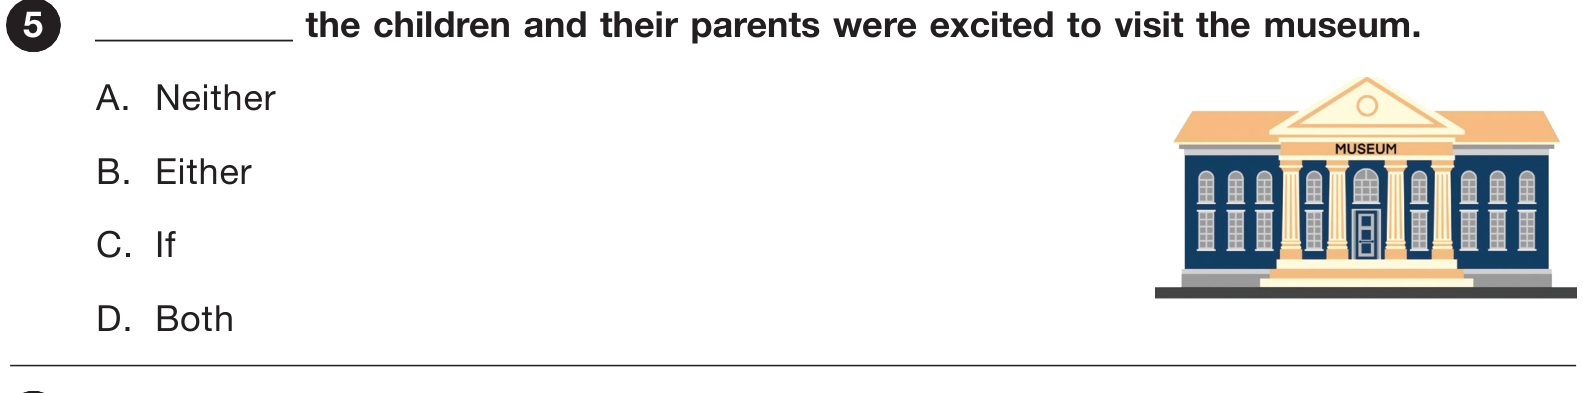 5 __________ the children and their parents were excited to visit the museum.
A. Neither
MUSEUM
B. Either
C. If
D. Both